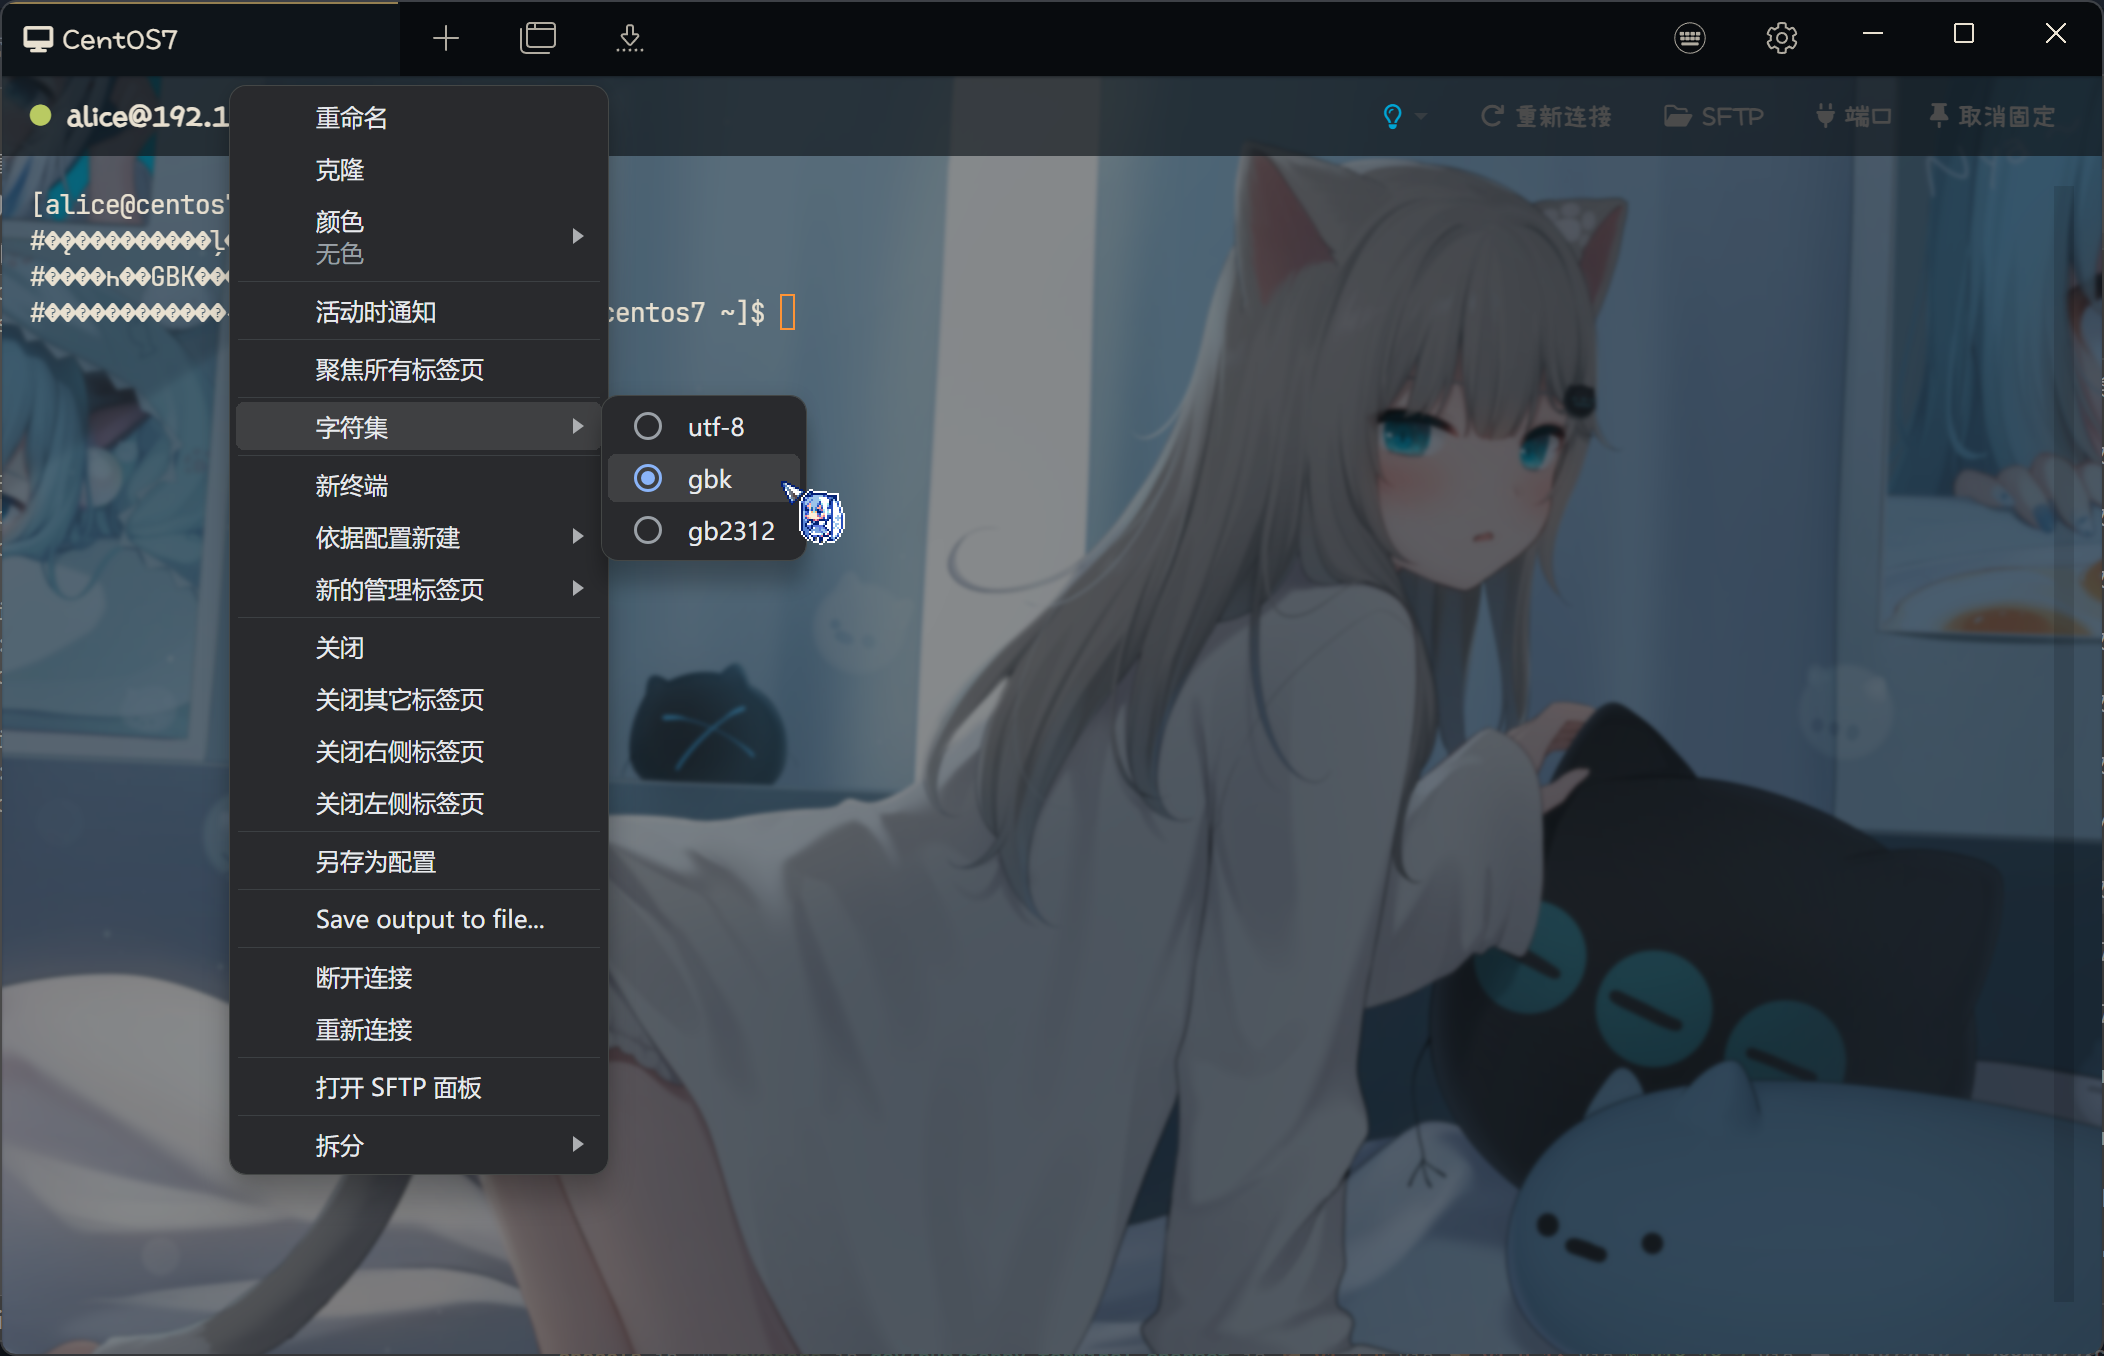 CentOS7
alice@192.1
重新连接
SFTP
端口
取消固定
[alice@centos7
#
# GBK
# centos7 ~]$
重命名
克隆
颜色
无色
活动时通知
聚焦所有标签页
字符集
utf-8
gbk
gb2312
新终端
依据配置新建
新的管理标签页
关闭
关闭其它标签页
关闭右侧标签页
关闭左侧标签页
另存为配置
Save output to file...
断开连接
重新连接
打开 SFTP 面板
拆分